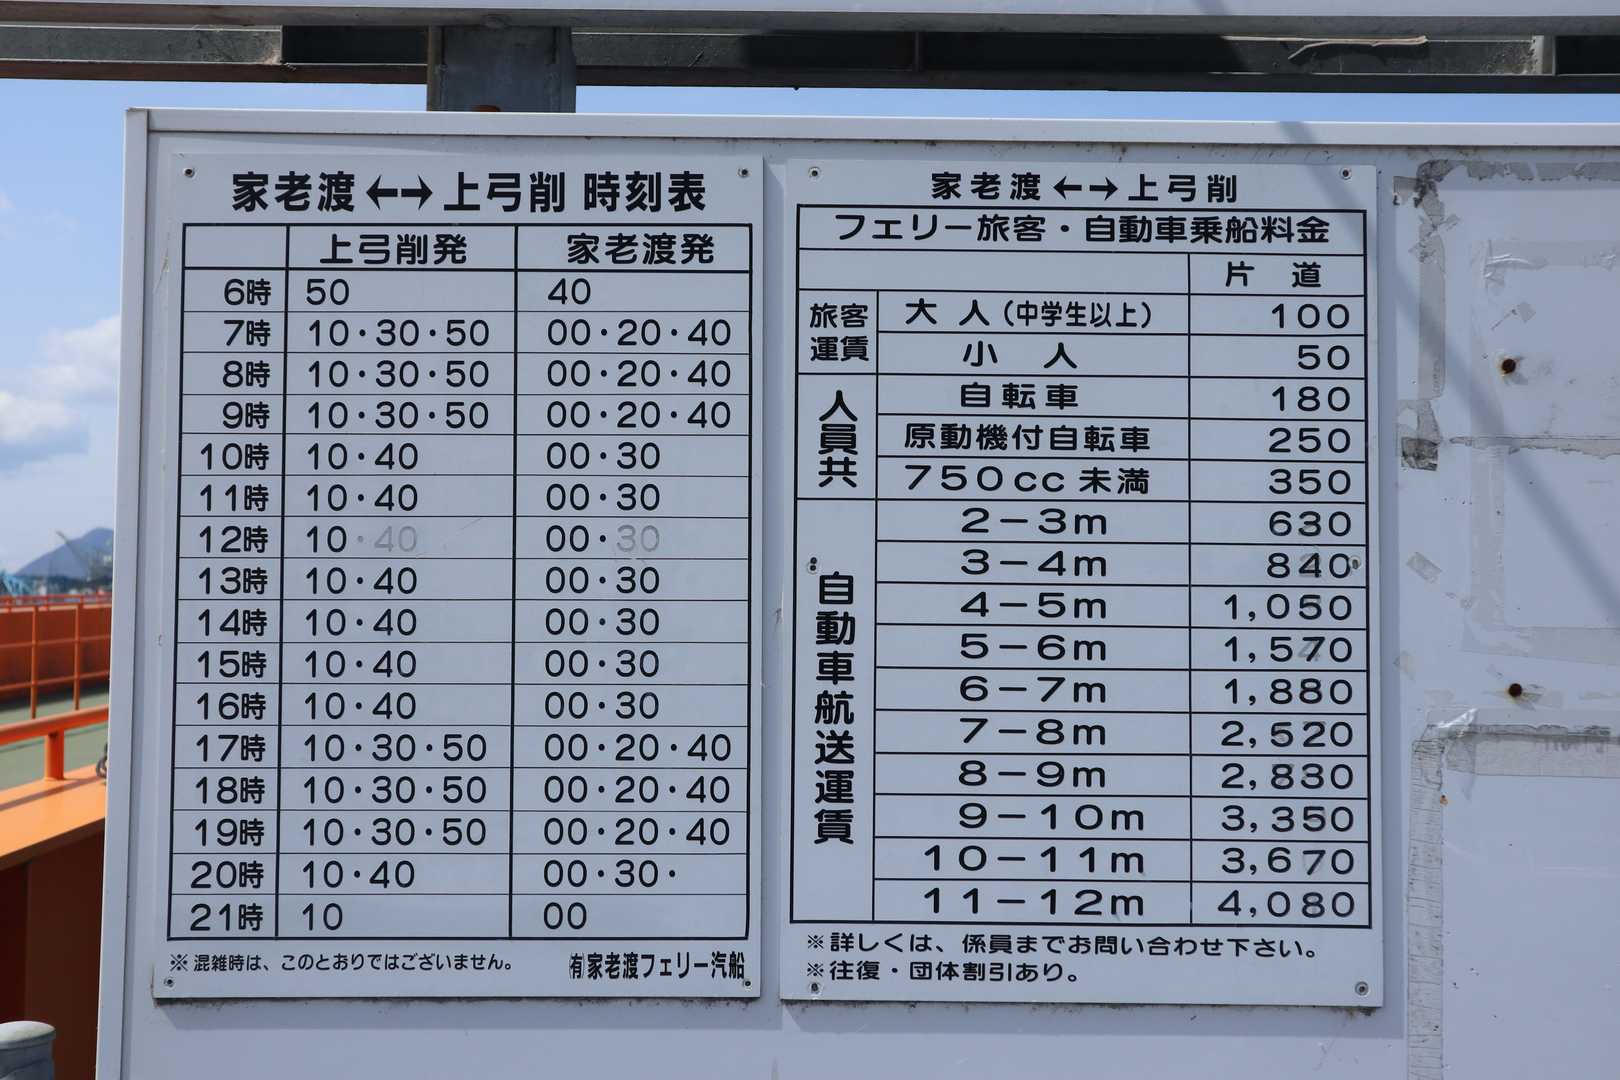 家老渡←→上弓削 時刻表
上弓削発 家老渡発
6時 50 40
7時 10・30・50 00・20・40
8時 10・30・50 00・20・40
9時 10・30・50 00・20・40
10時 10・40 00・30
11時 10・40 00・30
12時 10・40 00・30
13時 10・40 00・30
14時 10・40 00・30
15時 10・40 00・30
16時 10・40 00・30
17時 10・30・50 00・20・40
18時 10・30・50 00・20・40
19時 10・30・50 00・20・40
20時 10・40 00・30・
21時 10 00
※ 混雑時は、このとおりではございません。 ㈲家老渡フェリー汽船
家老渡←→上弓削
フェリー旅客・自動車乗船料金
片道
旅客運賃
大人(中学生以上) 100
小人 50
人員共
自転車 180
原動機付自転車 250
750cc未満 350
自動車航送運賃
2-3m 630
3-4m 840
4-5m 1,050
5-6m 1,570
6-7m 1,880
7-8m 2,520
8-9m 2,830
9-10m 3,350
10-11m 3,670
11-12m 4,080
※詳しくは、係員までお問い合わせ下さい。
※往復・団体割引あり。